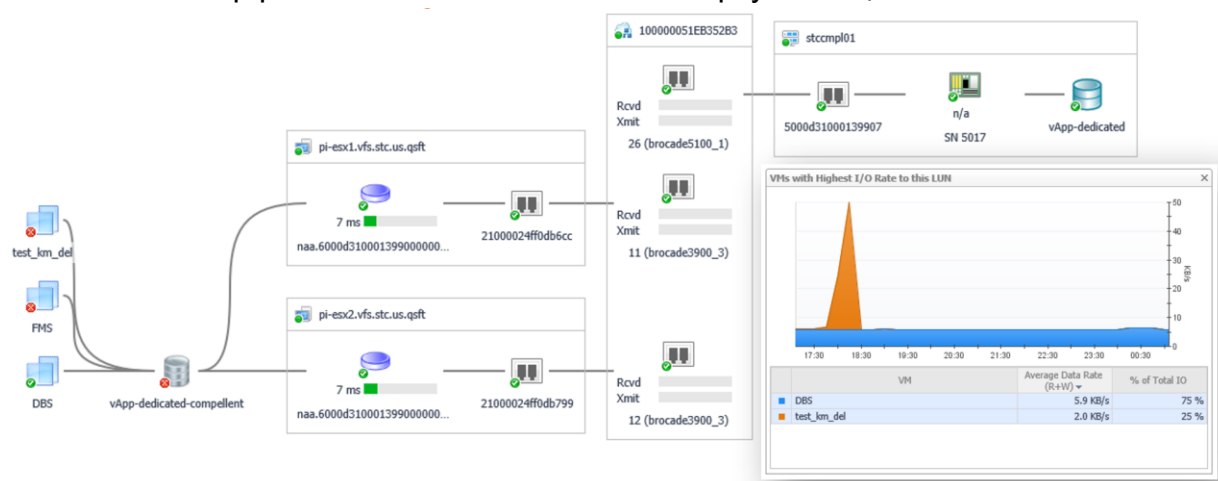 100000051EB352B3
stccmpl01
Rcvd
Xmit
26 (brocade5100_1)
5000d31000139907
n/a
SN 5017
vApp-dedicated
pi-esx1.vfs.stc.us.qsft
7 ms
naa.6000d310001399000000...
21000024ff0db6cc
Rcvd
Xmit
11 (brocade3900_3)
test_km_del
FMS
DBS
vApp-dedicated-compellent
pi-esx2.vfs.stc.us.qsft
7 ms
naa.6000d310001399000000...
21000024ff0db799
Rcvd
Xmit
12 (brocade3900_3)
VMs with Highest I/O Rate to this LUN
50
40
30
20
10
0
KB/s
17:30 18:30 19:30 20:30 21:30 22:30 23:30 00:30
VM Average Data Rate (R+W) % of Total IO
DBS 5.9 KB/s 75 %
test_km_del 2.0 KB/s 25 %